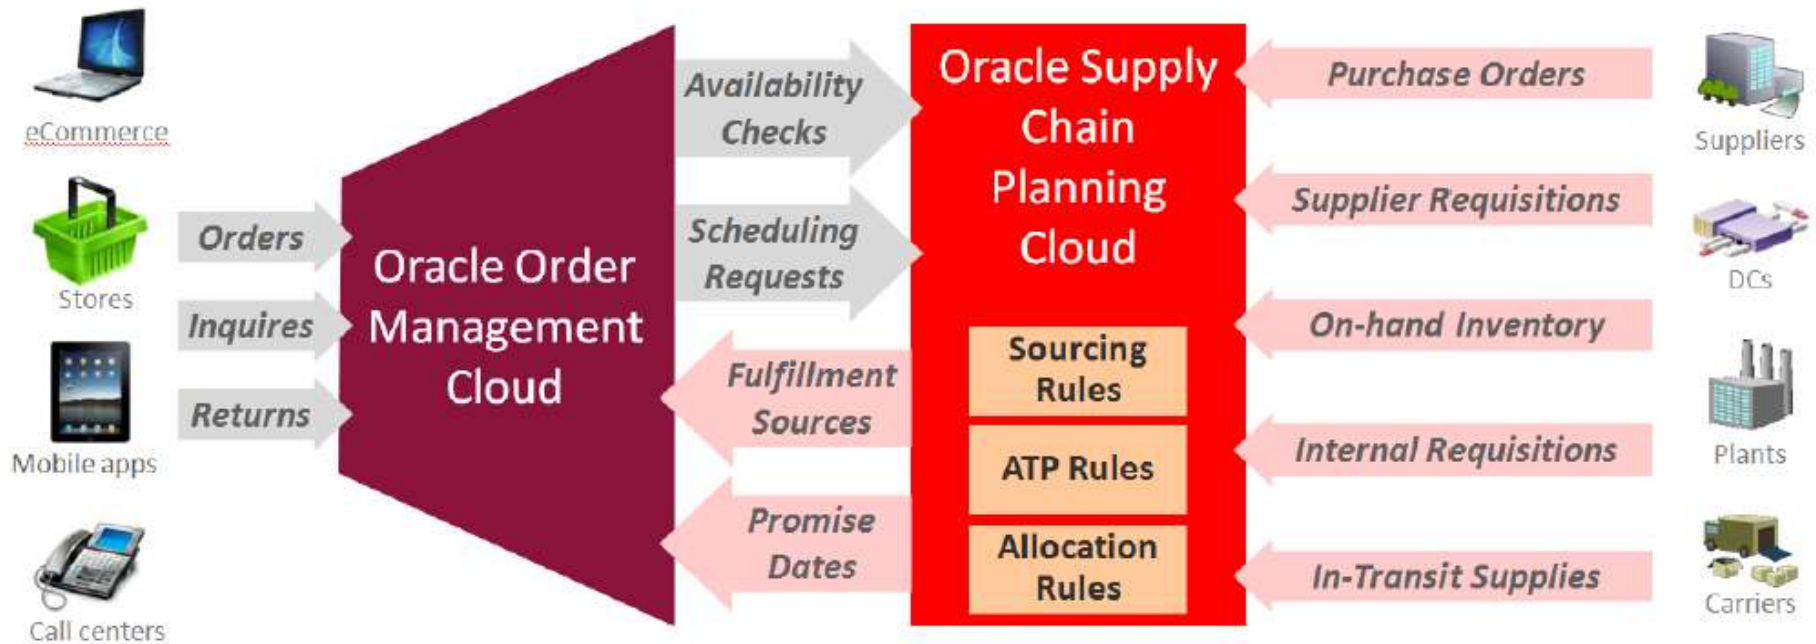 eCommerce
Stores
Mobile apps
Call centers
Orders
Inquires
Returns
Oracle Order
Management
Cloud
Availability
Checks
Scheduling
Requests
Fulfillment
Sources
Promise
Dates
Oracle Supply
Chain
Planning
Cloud
Sourcing
Rules
ATP Rules
Allocation
Rules
Purchase Orders
Supplier Requisitions
On-hand Inventory
Internal Requisitions
In-Transit Supplies
Suppliers
DCs
Plants
Carriers